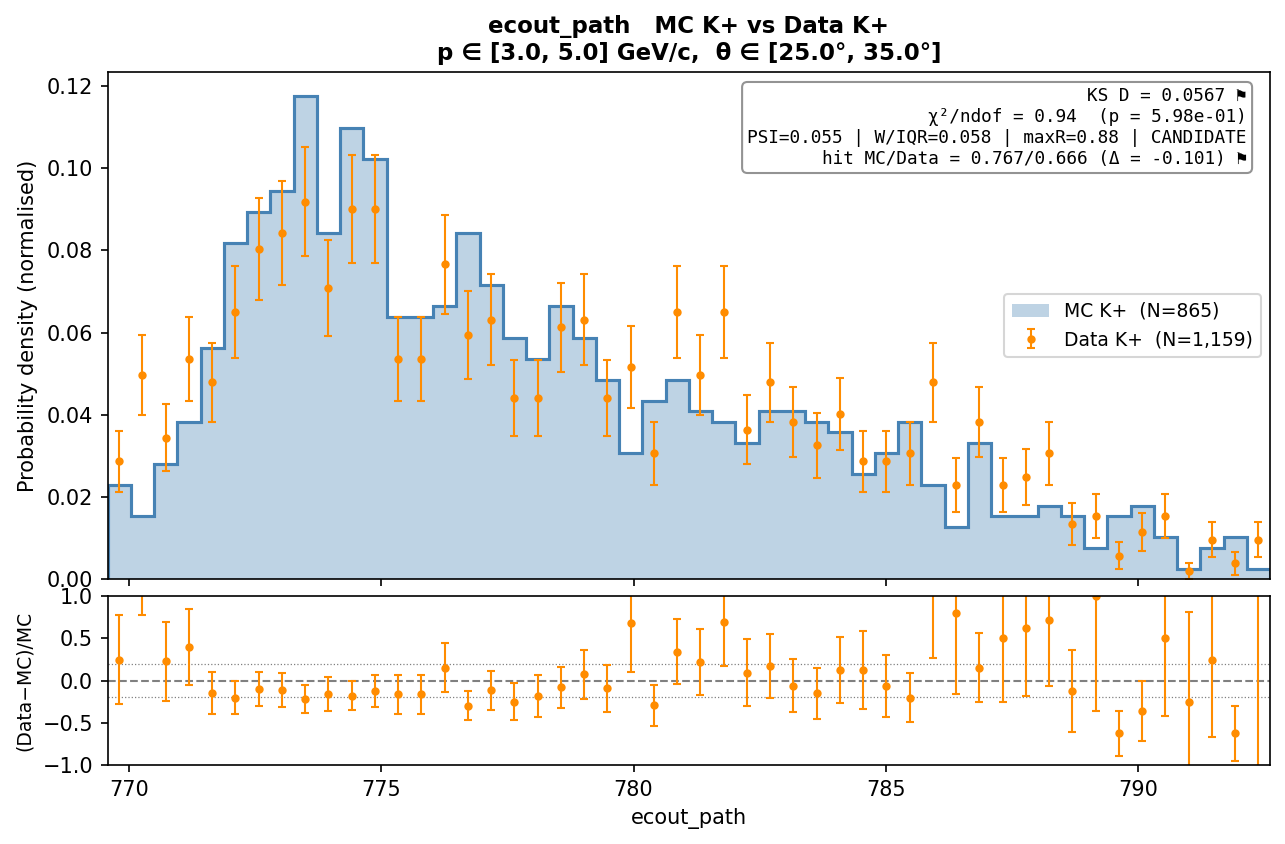 ecout_path   MC K+ vs Data K+
p ∈ [3.0, 5.0] GeV/c,  θ ∈ [25.0°, 35.0°]
KS D = 0.0567 ⚑
χ²/ndof = 0.94  (p = 5.98e-01)
PSI=0.055 | W/IQR=0.058 | maxR=0.88 | CANDIDATE
hit MC/Data = 0.767/0.666 (Δ = -0.101) ⚑
MC K+  (N=865)
Data K+  (N=1,159)
Probability density (normalised)
0.12
0.10
0.08
0.06
0.04
0.02
0.00
(Data−MC)/MC
1.0
0.5
0.0
−0.5
−1.0
770
775
780
785
790
ecout_path